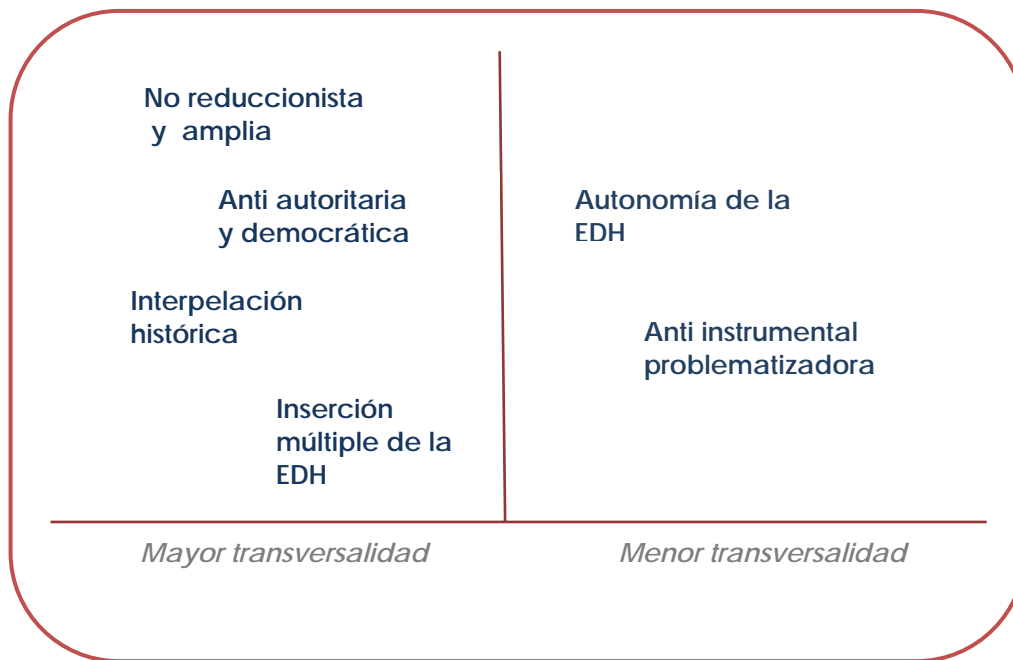 No reduccionista
y amplia
Anti autoritaria
y democrática
Interpelación
histórica
Inserción
múltiple de la
EDH
Autonomía de la
EDH
Anti instrumental
problematizadora
Mayor transversalidad
Menor transversalidad